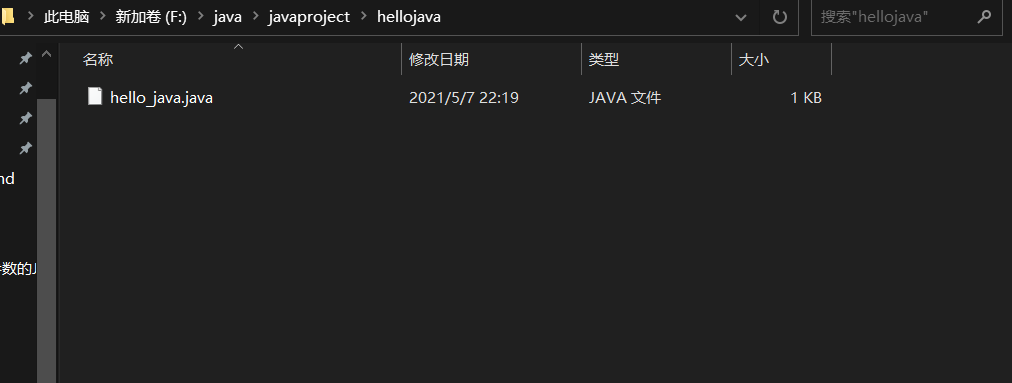 此电脑 > 新加卷 (F:) > java > javaproject > hellojava
搜索"hellojava"
名称 修改日期 类型 大小
hello_java.java 2021/5/7 22:19 JAVA 文件 1 KB
nd
数的J